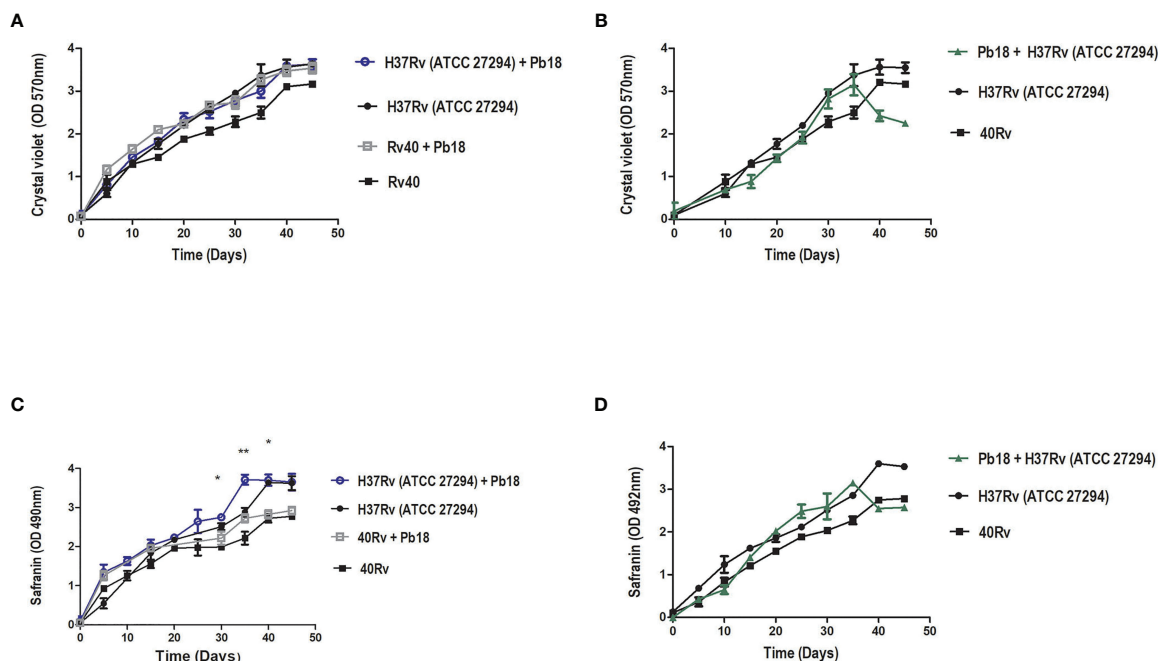 A
Crystal violet (OD 570nm)
4
3
2
1
0
0 10 20 30 40 50
Time (Days)
H37Rv (ATCC 27294) + Pb18
H37Rv (ATCC 27294)
Rv40 + Pb18
Rv40
B
Crystal violet (OD 570nm)
4
3
2
1
0
0 10 20 30 40 50
Time (Days)
Pb18 + H37Rv (ATCC 27294)
H37Rv (ATCC 27294)
40Rv
C
Safranin (OD 490nm)
4
3
2
1
0
0 10 20 30 40 50
Time (Days)
* ** *
H37Rv (ATCC 27294) + Pb18
H37Rv (ATCC 27294)
40Rv + Pb18
40Rv
D
Safranin (OD 492nm)
4
3
2
1
0
0 10 20 30 40 50
Time (Days)
Pb18 + H37Rv (ATCC 27294)
H37Rv (ATCC 27294)
40Rv